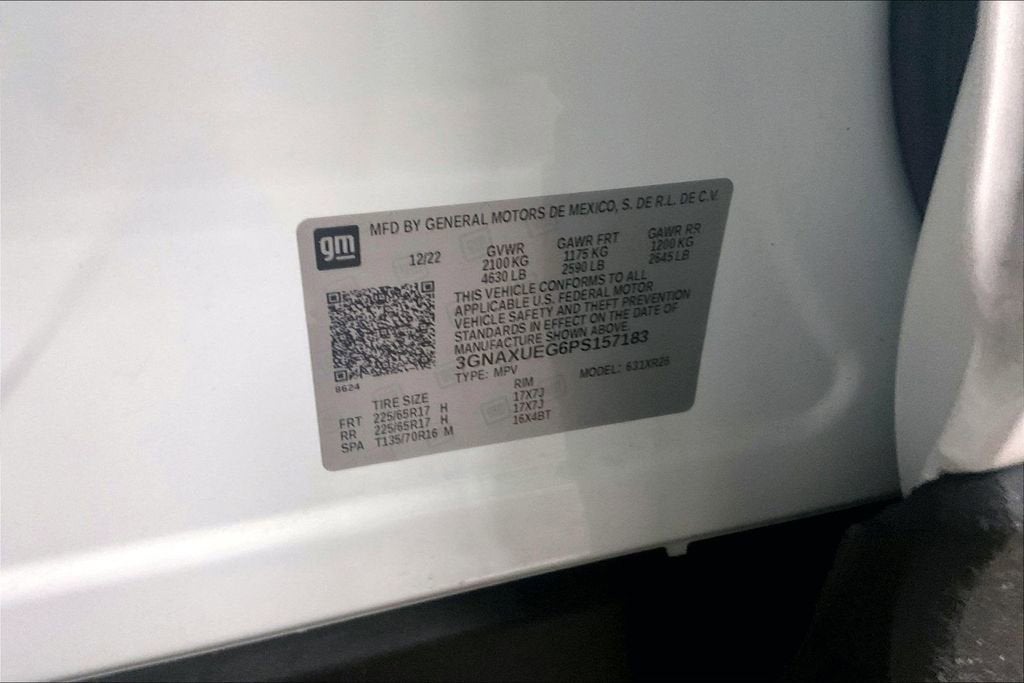 gm
MFD BY GENERAL MOTORS DE MEXICO, S. DE R.L. DE C.V.
12/22
GVWR GAWR FRT GAWR RR
2100 KG 1175 KG 1200 KG
4630 LB 2590 LB 2645 LB
THIS VEHICLE CONFORMS TO ALL
APPLICABLE U.S. FEDERAL MOTOR
VEHICLE SAFETY AND THEFT PREVENTION
STANDARDS IN EFFECT ON THE DATE OF
MANUFACTURE SHOWN ABOVE.
3GNAXUEG6PS157183
TYPE: MPV MODEL: 631XR26
8624
TIRE SIZE RIM
FRT 225/65R17 H 17X7J
RR 225/65R17 H 17X7J
SPA T135/70R16 M 16X4BT